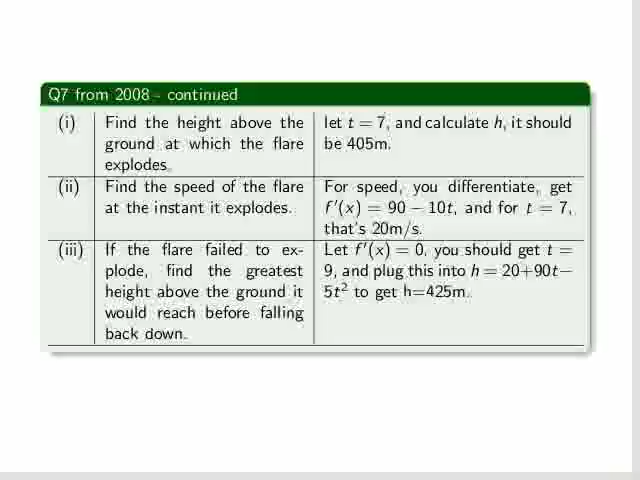 Q7 from 2008 - continued
(i) Find the height above the ground at which the flare explodes.
let t = 7, and calculate h, it should be 405m.
(ii) Find the speed of the flare at the instant it explodes.
For speed, you differentiate, get f′(x) = 90 − 10t, and for t = 7, that's 20m/s.
(iii) If the flare failed to ex-
plode, find the greatest
height above the ground it
would reach before falling
back down.
Let f′(x) = 0, you should get t =
9, and plug this into h = 20+90t−
5t² to get h=425m.